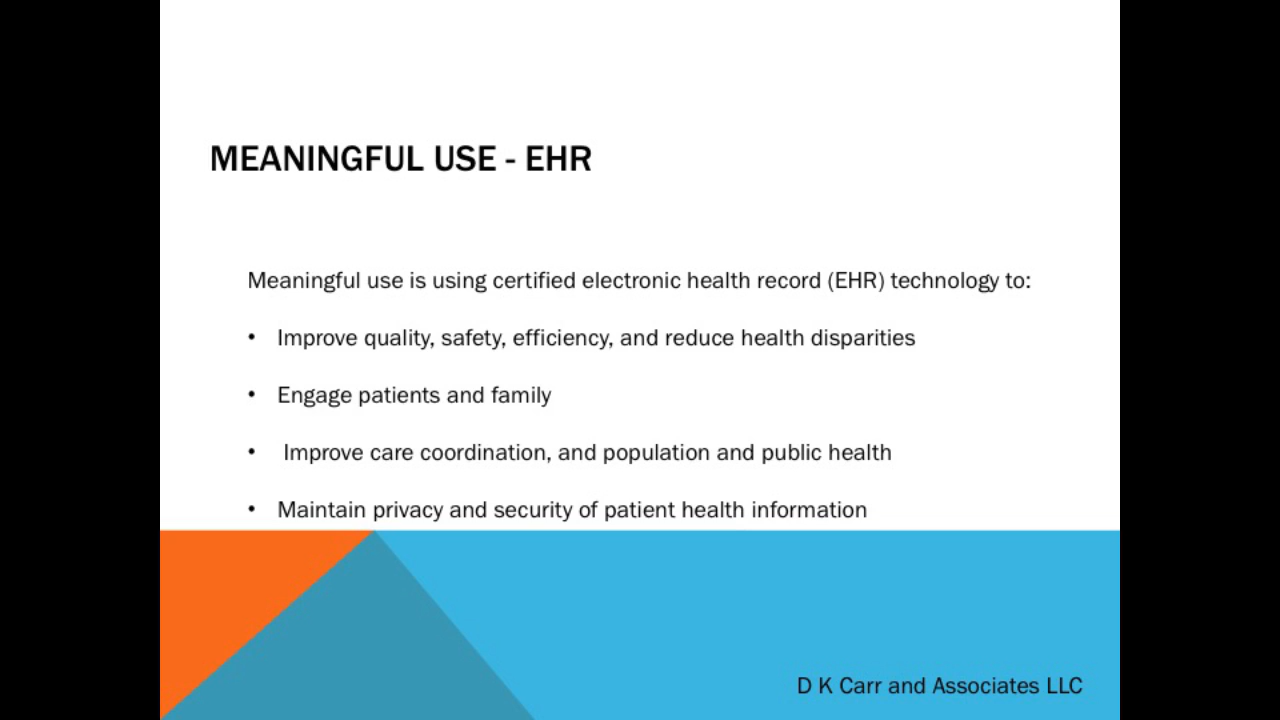 MEANINGFUL USE - EHR
Meaningful use is using certified electronic health record (EHR) technology to:
• Improve quality, safety, efficiency, and reduce health disparities
• Engage patients and family
• Improve care coordination, and population and public health
• Maintain privacy and security of patient health information
D K Carr and Associates LLC